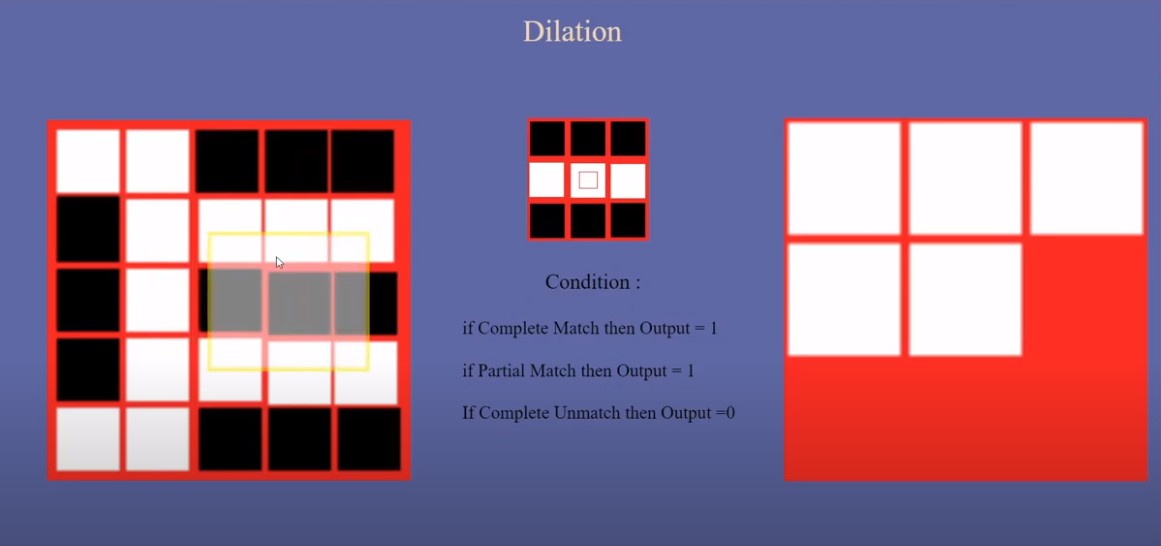 Dilation
Condition :
if Complete Match then Output = 1
if Partial Match then Output = 1
If Complete Unmatch then Output =0